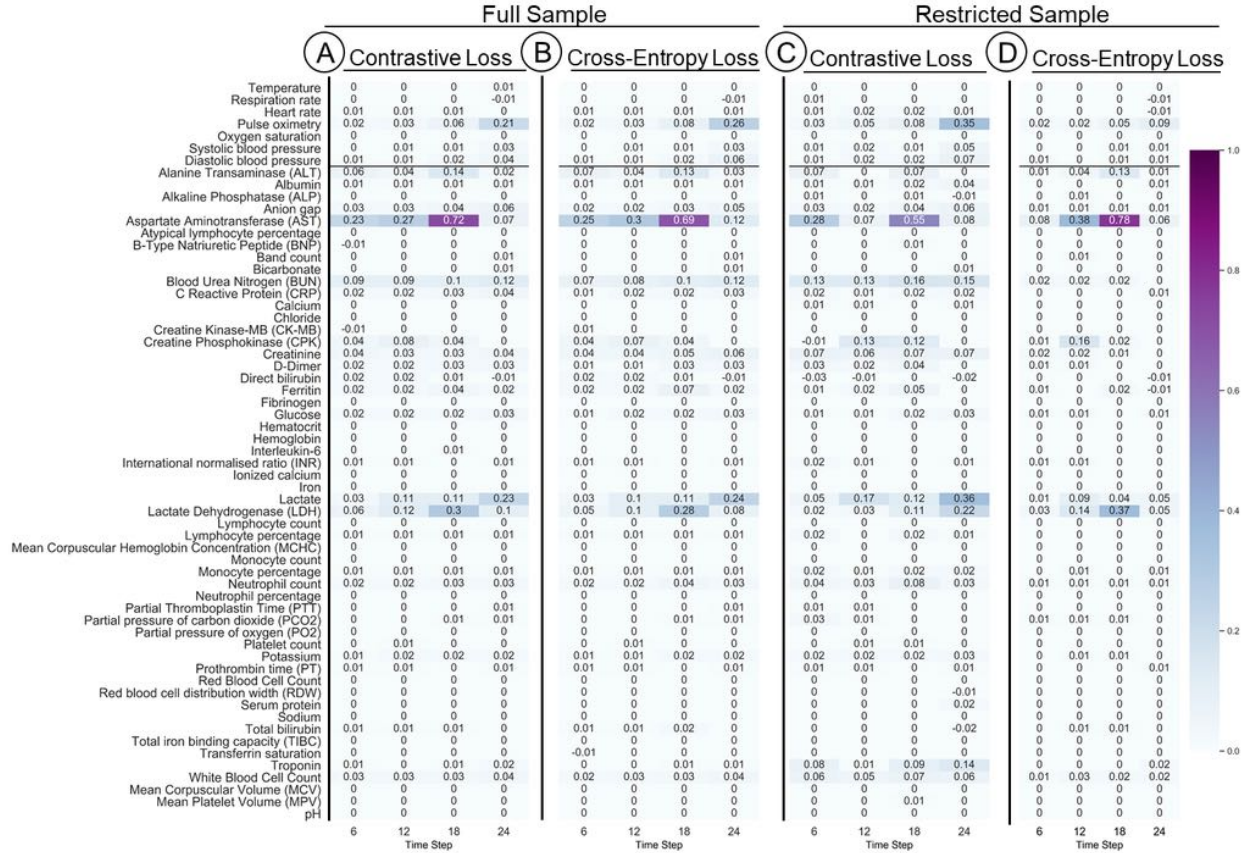 Full Sample Restricted Sample
A Contrastive Loss B Cross-Entropy Loss C Contrastive Loss D Cross-Entropy Loss
Temperature 0 0 0 0.01 0 0 0 0 0 0 0 0 0 0 0 0
Respiration rate 0 0 0 -0.01 0 0 0 -0.01 0.01 0 0 0 0 0 0 -0.01
Heart rate 0.01 0.01 0.01 0 0.01 0.01 0.01 0.01 0.01 0.02 0.02 0.01 0 0 0 -0.01
Pulse oximetry 0.02 0.03 0.06 0.21 0.02 0.03 0.08 0.26 0.03 0.05 0.08 0.35 0.02 0.02 0.05 0.09
Oxygen saturation 0 0 0 0 0 0 0 0 0 0 0 0 0 0 0 0
Systolic blood pressure 0 0.01 0.01 0.03 0 0.01 0.01 0.03 0.01 0.02 0.01 0.05 0 0 0.01 0.01
Diastolic blood pressure 0.01 0.01 0.02 0.04 0.01 0.01 0.02 0.06 0.01 0.02 0.02 0.07 0.01 0 0.01 0.01
Alanine Transaminase (ALT) 0.06 0.04 0.14 0.02 0.07 0.04 0.13 0.03 0.07 0 0.07 0 0.01 0.04 0.13 0.01
Albumin 0.01 0.01 0.01 0.01 0.01 0.01 0.01 0.01 0.01 0.01 0.02 0.04 0 0 0 0
Alkaline Phosphatase (ALP) 0 0 0 0 0 0 0 0 0 0 0 -0.01 0 0.01 0 0
Anion gap 0.03 0.03 0.04 0.06 0.02 0.02 0.03 0.05 0.03 0.02 0.04 0.06 0.01 0.01 0.01 0.01
Aspartate Aminotransferase (AST) 0.23 0.27 0.72 0.07 0.25 0.3 0.69 0.12 0.28 0.07 0.55 0.08 0.08 0.38 0.78 0.06
Atypical lymphocyte percentage 0 0 0 0 0 0 0 0 0 0 0 0 0 0 0 0
B-Type Natriuretic Peptide (BNP) -0.01 0 0 0 0 0 0 0 0 0 0.01 0 0 0 0 0
Band count 0 0 0 0.01 0 0 0 0.01 0 0 0 0 0 0.01 0 0
Bicarbonate 0 0 0 0.01 0 0 0 0.01 0 0 0 0.01 0 0 0 0
Blood Urea Nitrogen (BUN) 0.09 0.09 0.1 0.12 0.07 0.08 0.1 0.12 0.13 0.13 0.16 0.15 0.02 0.02 0.02 0
C Reactive Protein (CRP) 0.02 0.02 0.03 0.04 0.01 0.02 0.02 0.03 0.02 0.01 0.02 0.02 0 0 0 0.01
Calcium 0 0 0 0 0 0 0 0 0.01 0.01 0 0.01 0 0 0 0
Chloride 0 0 0 0 0 0 0 0 0 0 0 0 0 0 0 0
Creatine Kinase-MB (CK-MB) -0.01 0 0 0 0.01 0 0 0 0 0 0 0 0 0 0 0
Creatine Phosphokinase (CPK) 0.04 0.08 0.04 0 0.04 0.07 0.04 0 -0.01 0.13 0.12 0 0.01 0.16 0.02 0
Creatinine 0.04 0.03 0.03 0.04 0.04 0.04 0.05 0.06 0.07 0.06 0.07 0.07 0.02 0.02 0.01 0
D-Dimer 0.02 0.02 0.03 0.03 0.01 0.01 0.03 0.03 0.03 0.02 0.04 0 0.01 0.01 0 0
Direct bilirubin 0.02 0.02 0.01 -0.01 0.02 0.02 0.01 -0.01 -0.03 -0.01 0 -0.02 0 0 0 -0.01
Ferritin 0.02 0.02 0.04 0.02 0.02 0.02 0.07 0.02 0.01 0.02 0.05 0 0.01 0 0.02 -0.01
Fibrinogen 0 0 0 0 0 0 0 0 0 0 0 0 0 0 0 0
Glucose 0.02 0.02 0.02 0.03 0.01 0.02 0.02 0.03 0.01 0.01 0.02 0.03 0.01 0.01 0 -0.01
Hematocrit 0 0 0 0 0 0 0 0 0 0 0 0 0 0 0 0
Hemoglobin 0 0 0 0 0 0 0 0 0 0 0 0 0 0 0 0
Interleukin-6 0 0 0.01 0 0 0 0 0 0 0 0 0 0 0 0 0
International normalised ratio (INR) 0.01 0.01 0 0.01 0.01 0.01 0 0.01 0.02 0.01 0 0.01 0.01 0.01 0 0
Ionized calcium 0 0 0 0 0 0 0 0 0 0 0 0 0 0 0 0
Iron 0 0 0 0 0 0 0 0 0 0 0 0 0 0 0 0
Lactate 0.03 0.11 0.11 0.23 0.03 0.1 0.11 0.24 0.05 0.17 0.12 0.36 0.01 0.09 0.04 0.05
Lactate Dehydrogenase (LDH) 0.06 0.12 0.3 0.1 0.05 0.1 0.28 0.08 0.02 0.03 0.11 0.22 0.03 0.14 0.37 0.05
Lymphocyte count 0 0 0 0 0 0 0 0 0 0 0 0 0 0 0 0
Lymphocyte percentage 0.01 0.01 0.01 0.01 0.01 0.01 0.01 0.01 0.02 0 0.02 0.01 0 0 0 0
Mean Corpuscular Hemoglobin Concentration (MCHC) 0 0 0 0 0 0 0 0 0 0 0 0 0 0 0 0
Monocyte count 0 0 0 0 0 0 0 0 0 0 0 0 0 0 0 0
Monocyte percentage 0.01 0.01 0.01 0.01 0.01 0.01 0.01 0.01 0.02 0.01 0.02 0.02 0 0.01 0 0.01
Neutrophil count 0.02 0.02 0.03 0.03 0.02 0.02 0.04 0.03 0.04 0.03 0.08 0.03 0.01 0.01 0.01 0.01
Neutrophil percentage 0 0 0 0 0 0 0 0 0 0 0 0 0 0 0 0
Partial Thromboplastin Time (PTT) 0 0 0 0.01 0 0 0 0.01 0.01 0.01 0 0 0 0 0 0
Partial pressure of carbon dioxide (PCO2) 0 0 0.01 0.01 0 0 0.01 0.01 0.03 0.01 0 0 0.01 0.01 0.01 0
Partial pressure of oxygen (PO2) 0 0 0 0 0 0 0 0 0 0 0 0 0 0 0 0
Platelet count 0 0.01 0 0 0 0.01 0 0 0 0.01 0.01 0 0 0 0 0
Potassium 0.01 0.02 0.02 0.02 0.01 0.01 0.02 0.02 0.02 0.02 0.02 0.03 0 0.01 0.01 0
Prothrombin time (PT) 0.01 0.01 0 0.01 0.01 0.01 0 0.01 0.01 0.01 0 0.01 0 0 0 0.01
Red Blood Cell Count 0 0 0 0 0 0 0 0 0 0 0 0 0 0 0 0
Red blood cell distribution width (RDW) 0 0 0 0 0 0 0 0 0 0 0 -0.01 0 0 0 0
Serum protein 0 0 0 0 0 0 0 0 0 0 0 0.02 0 0 0 0
Sodium 0 0 0 0 0 0 0 0 0 0 0 0 0 0 0 0
Total bilirubin 0.01 0.01 0.01 0 0.01 0.01 0.02 0 0 0 0 -0.02 0 0.01 0.01 0
Total iron binding capacity (TIBC) 0 0 0 0 0 0 0 0 0 0 0 0 0 0 0 0
Transferrin saturation 0 0 0 0 -0.01 0 0 0 0 0 0 0 0 0 0 0
Troponin 0.01 0 0.01 0.02 0 0 0.01 0.01 0.08 0.01 0.09 0.14 0 0 0 0.02
White Blood Cell Count 0.03 0.03 0.03 0.04 0.02 0.03 0.03 0.04 0.06 0.05 0.07 0.06 0.01 0.03 0.02 0.02
Mean Corpuscular Volume (MCV) 0 0 0 0 0 0 0 0 0 0 0 0 0 0 0 0
Mean Platelet Volume (MPV) 0 0 0 0 0 0 0 0 0 0 0.01 0 0 0 0 0
pH 0 0 0 0 0 0 0 0 0 0 0 0 0 0 0 0
6 12 18 24 6 12 18 24 6 12 18 24 6 12 18 24
Time Step Time Step Time Step Time Step
1.0
0.8
0.6
0.4
0.2
0.0